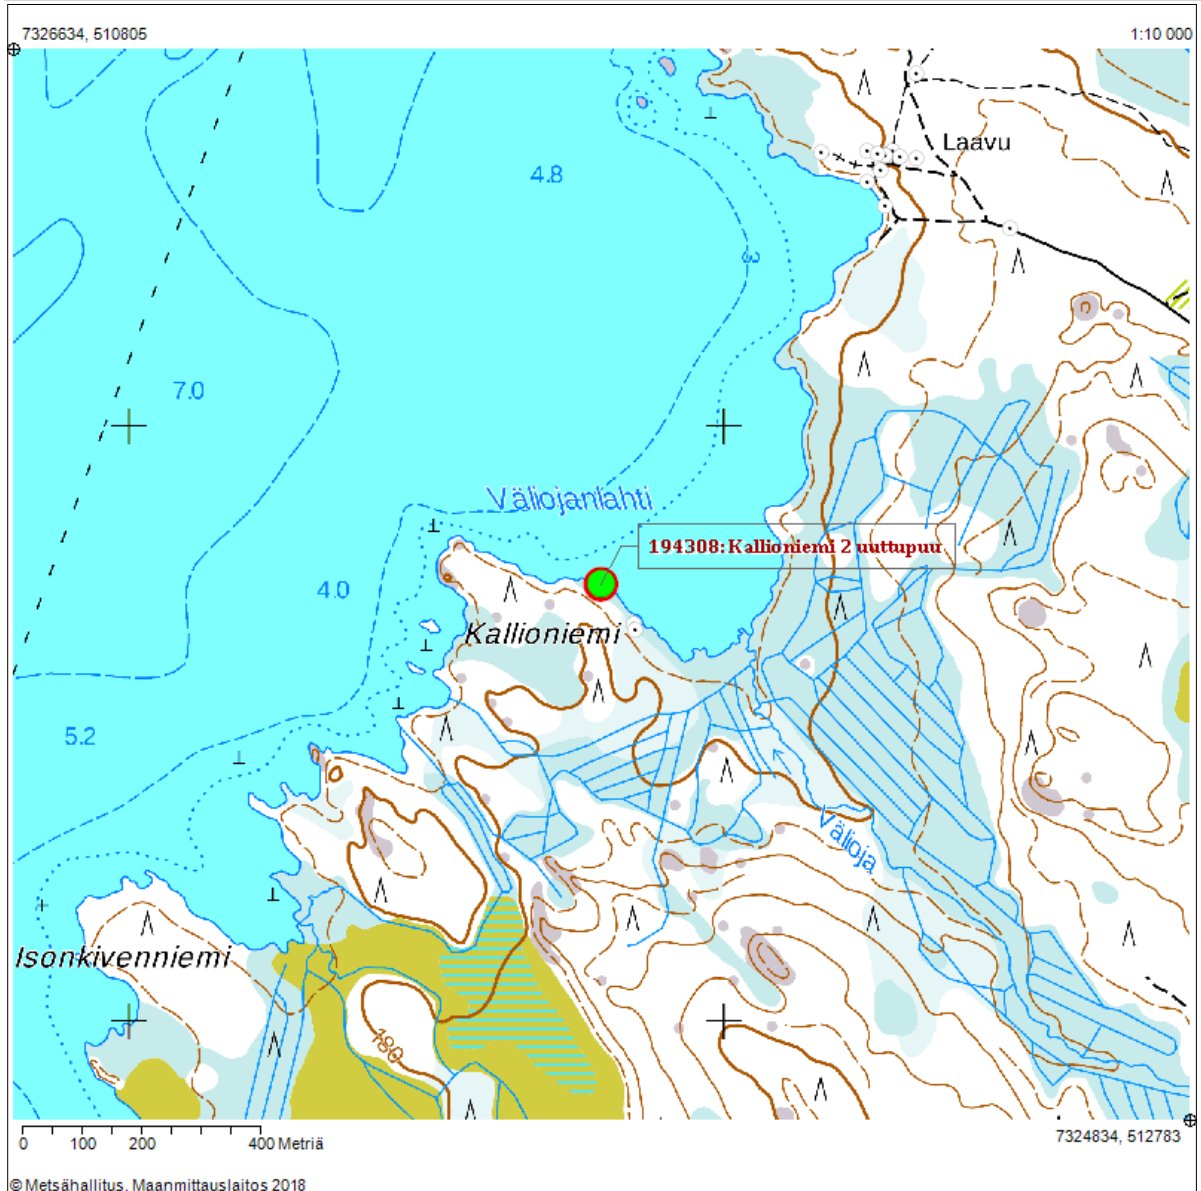 7326634, 510805
1:10 000
Laavu
4.8
3
7.0
Väliojanlahti
194308: Kallioniemi 2 uuttupuu
4.0
Kallioniemi
5.2
Välioja
Isonkivenniemi
180
0 100 200 400 Metriä
7324834, 512783
© Metsähallitus, Maanmittauslaitos 2018